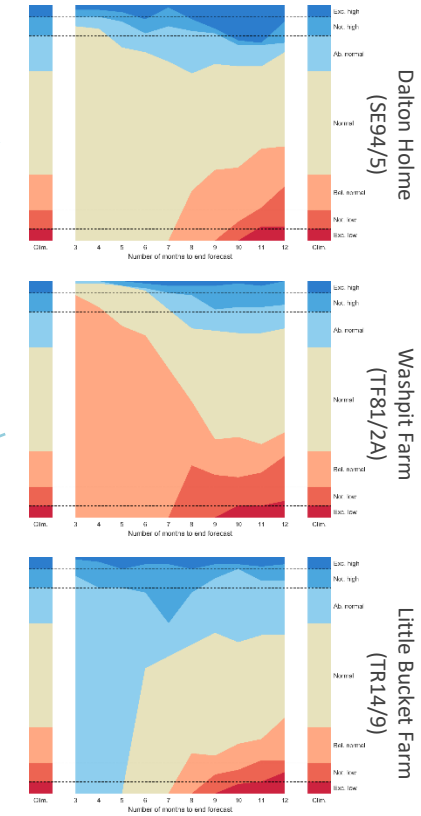 Exc. high
Not. high
Ab. normal
Normal
Bel. normal
Not. low
Exc. low
Clim.
3 4 5 6 7 8 9 10 11 12
Clim.
Number of months to end forecast
Dalton Holme
(SE94/5)
Exc. high
Not. high
Ab. normal
Normal
Bel. normal
Not. low
Exc. low
Clim.
3 4 5 6 7 8 9 10 11 12
Clim.
Number of months to end forecast
Washpit Farm
(TF81/2A)
Exc. high
Not. high
Ab. normal
Normal
Bel. normal
Not. low
Exc. low
Clim.
3 4 5 6 7 8 9 10 11 12
Clim.
Number of months to end forecast
Little Bucket Farm
(TR14/9)